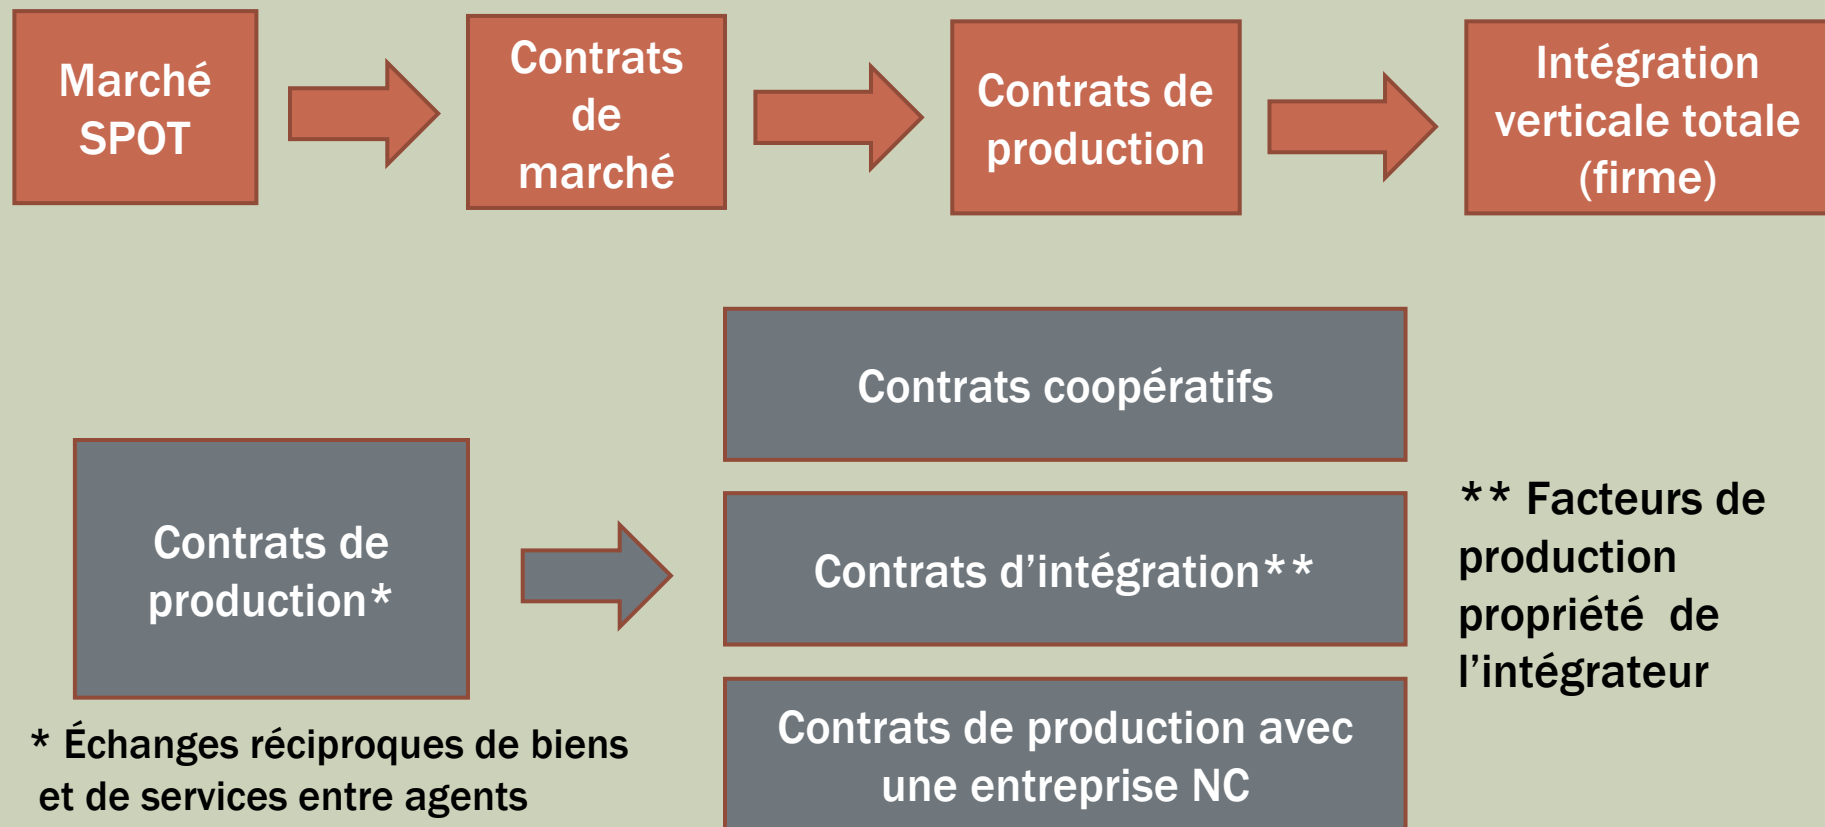 Marché
SPOT
Contrats
de
marché
Contrats de
production
Intégration
verticale totale
(firme)
Contrats coopératifs
Contrats de
production*
Contrats d’intégration**
Contrats de production avec
une entreprise NC
** Facteurs de
production
propriété de
l’intégrateur
* Échanges réciproques de biens
et de services entre agents